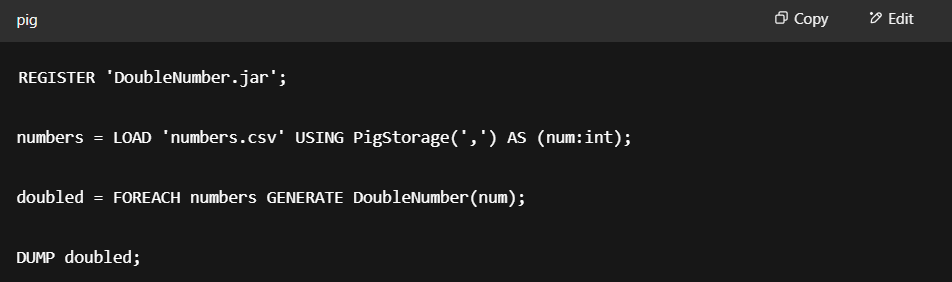 pig
Copy
Edit
REGISTER 'DoubleNumber.jar';
numbers = LOAD 'numbers.csv' USING PigStorage(',') AS (num:int);
doubled = FOREACH numbers GENERATE DoubleNumber(num);
DUMP doubled;